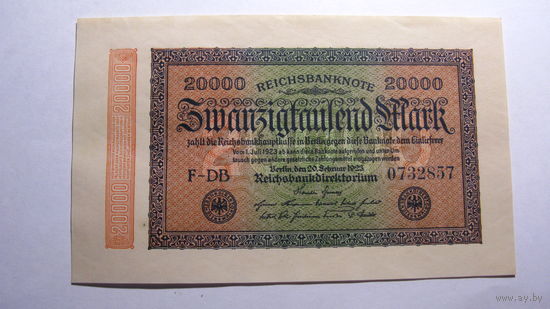 20000 REICHSBANKNOTE 20000
Zwanzigtausend Mark
zahlt die Reichsbankhauptkasse in Berlin gegen diese Banknote dem Einlieferer
Vom 1. Juli 1923 ab kann diese Banknote aufgerufen und unter Um-
tausch gegen andere gesetzliche Zahlungsmittel eingezogen werden
Berlin, den 20. Februar 1923
F-DB Reichsbankdirektorium 0732857
20000
20000
www.ay.by